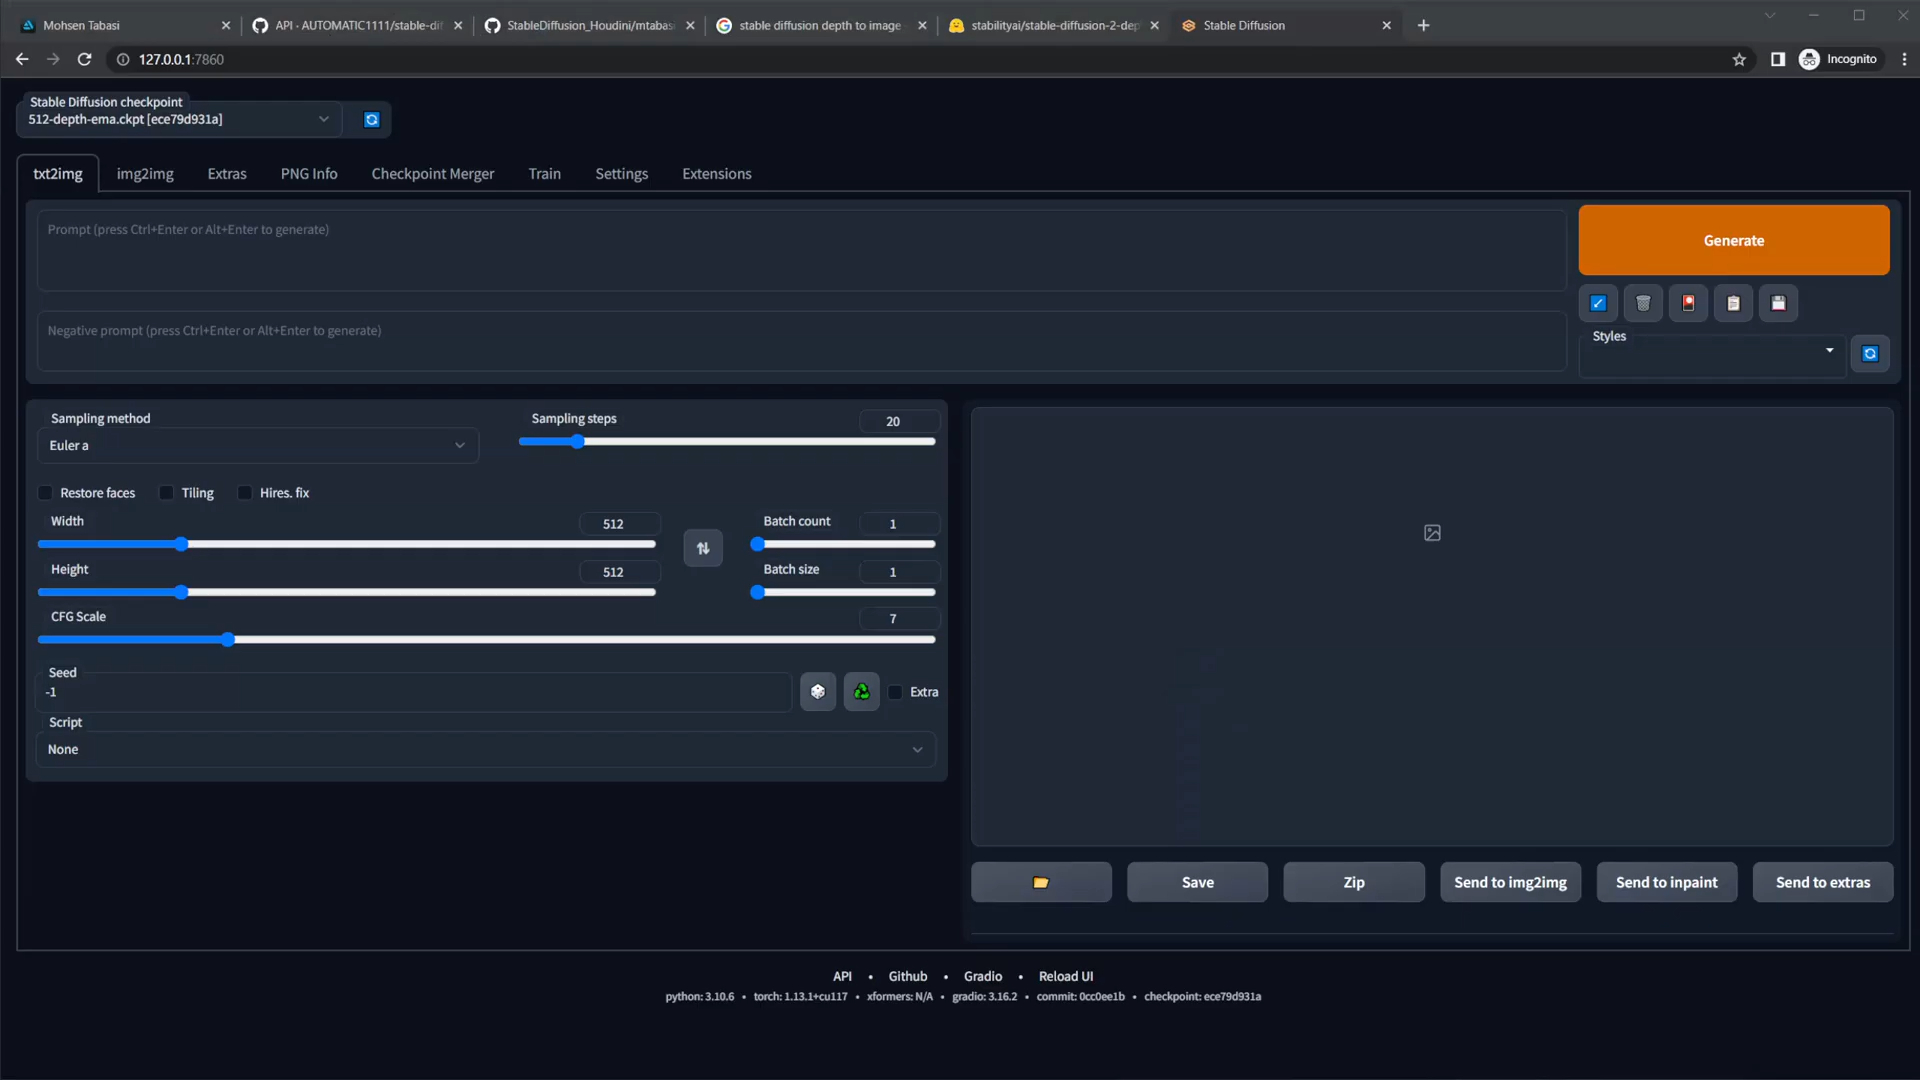 Mohsen Tabasi
API · AUTOMATIC1111/stable-dif
StableDiffusion_Houdini/mtabas
stable diffusion depth to image
stabilityai/stable-diffusion-2-dep
Stable Diffusion
127.0.0.1:7860
Incognito
Stable Diffusion checkpoint
512-depth-ema.ckpt [ece79d931a]
txt2img
img2img
Extras
PNG Info
Checkpoint Merger
Train
Settings
Extensions
Prompt (press Ctrl+Enter or Alt+Enter to generate)
Generate
Negative prompt (press Ctrl+Enter or Alt+Enter to generate)
Styles
Sampling method
Euler a
Sampling steps
20
Restore faces
Tiling
Hires. fix
Width
512
Batch count
1
Height
512
Batch size
1
CFG Scale
7
Seed
-1
Extra
Script
None
Save
Zip
Send to img2img
Send to inpaint
Send to extras
API • Github • Gradio • Reload UI
python: 3.10.6 • torch: 1.13.1+cu117 • xformers: N/A • gradio: 3.16.2 • commit: 0cc0ee1b • checkpoint: ece79d931a